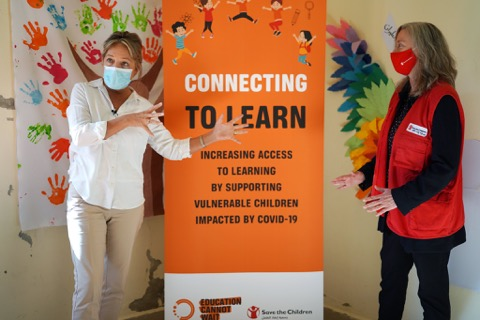 CONNECTING
TO LEARN
INCREASING ACCESS
TO LEARNING
BY SUPPORTING
VULNERABLE CHILDREN
IMPACTED BY COVID-19
EDUCATION
CANNOT
WAIT
Save the Children